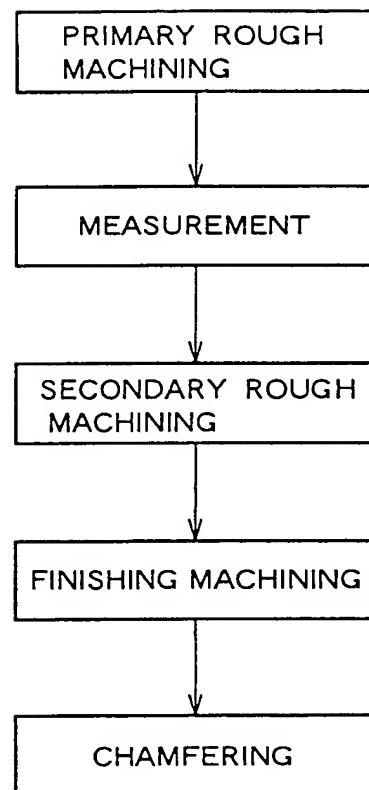 PRIMARY ROUGH
MACHINING
MEASUREMENT
SECONDARY ROUGH
MACHINING
FINISHING MACHINING
CHAMFERING